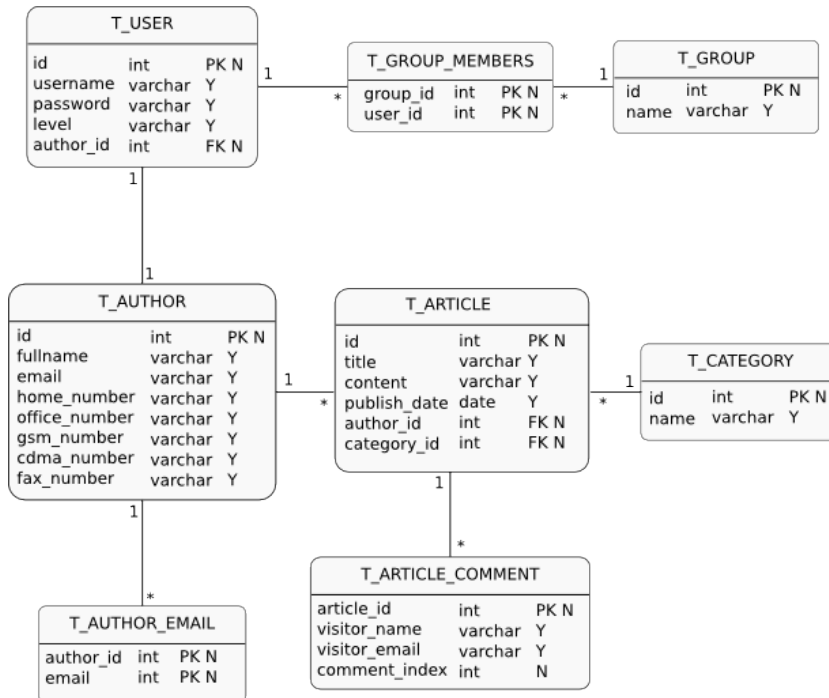 T_USER
id int PK N
username varchar Y
password varchar Y
level varchar Y
author_id int FK N
1
*
T_GROUP_MEMBERS
group_id int PK N
user_id int PK N
*
1
T_GROUP
id int PK N
name varchar Y
1
1
T_AUTHOR
id int PK N
fullname varchar Y
email varchar Y
home_number varchar Y
office_number varchar Y
gsm_number varchar Y
cdma_number varchar Y
fax_number varchar Y
1
*
T_ARTICLE
id int PK N
title varchar Y
content varchar Y
publish_date date Y
author_id int FK N
category_id int FK N
*
1
T_CATEGORY
id int PK N
name varchar Y
1
*
T_AUTHOR_EMAIL
author_id int PK N
email int PK N
1
*
T_ARTICLE_COMMENT
article_id int PK N
visitor_name varchar Y
visitor_email varchar Y
comment_index int N